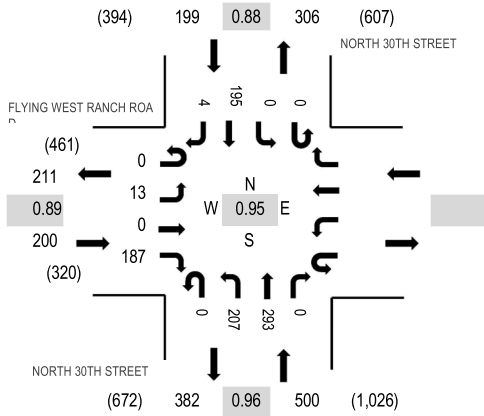 (394) 199 0.88 306 (607)
NORTH 30TH STREET
4 195 0 0
FLYING WEST RANCH ROA
D
(461)
211
0.89
200
(320)
0
13
0
187
N
W 0.95 E
S
0 207 293 0
NORTH 30TH STREET
(672) 382 0.96 500 (1,026)